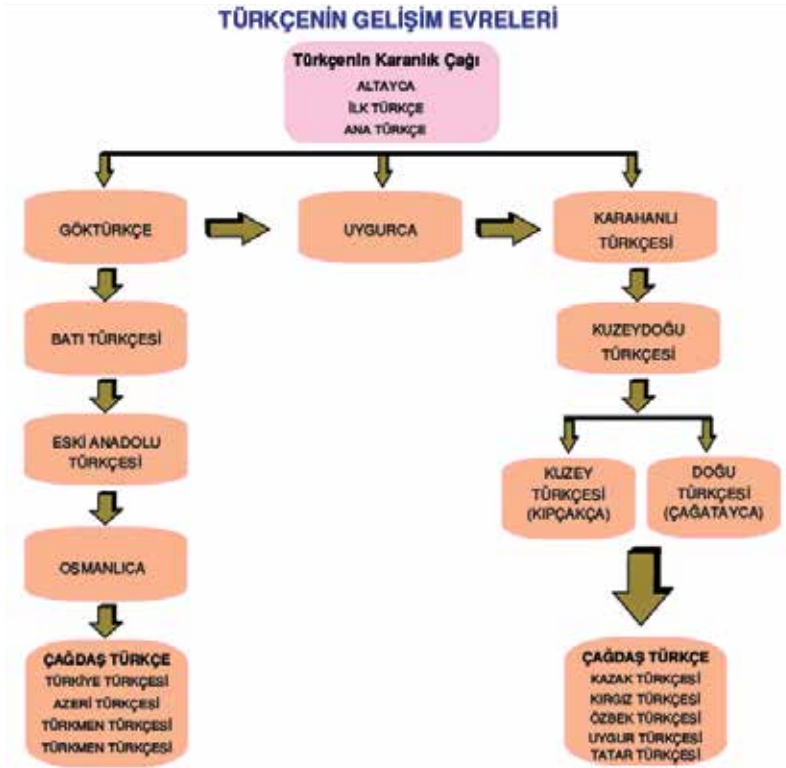 TÜRKÇENİN GELİŞİM EVRELERİ
Türkçenin Karanlık Çağı
ALTAYCA
İLK TÜRKÇE
ANA TÜRKÇE
GÖKTÜRKÇE
UYGURCA
KARAHANLI
TÜRKÇESİ
BATI TÜRKÇESİ
KUZEYDOĞU
TÜRKÇESİ
ESKİ ANADOLU
TÜRKÇESİ
KUZEY
TÜRKÇESİ
(KIPÇAKÇA)
DOĞU
TÜRKÇESİ
(ÇAĞATAYCA)
OSMANLICA
ÇAĞDAŞ TÜRKÇE
TÜRKİYE TÜRKÇESİ
AZERİ TÜRKÇESİ
TÜRKMEN TÜRKÇESİ
TÜRKMEN TÜRKÇESİ
ÇAĞDAŞ TÜRKÇE
KAZAK TÜRKÇESİ
KIRGIZ TÜRKÇESİ
ÖZBEK TÜRKÇESİ
UYGUR TÜRKÇESİ
TATAR TÜRKÇESİ